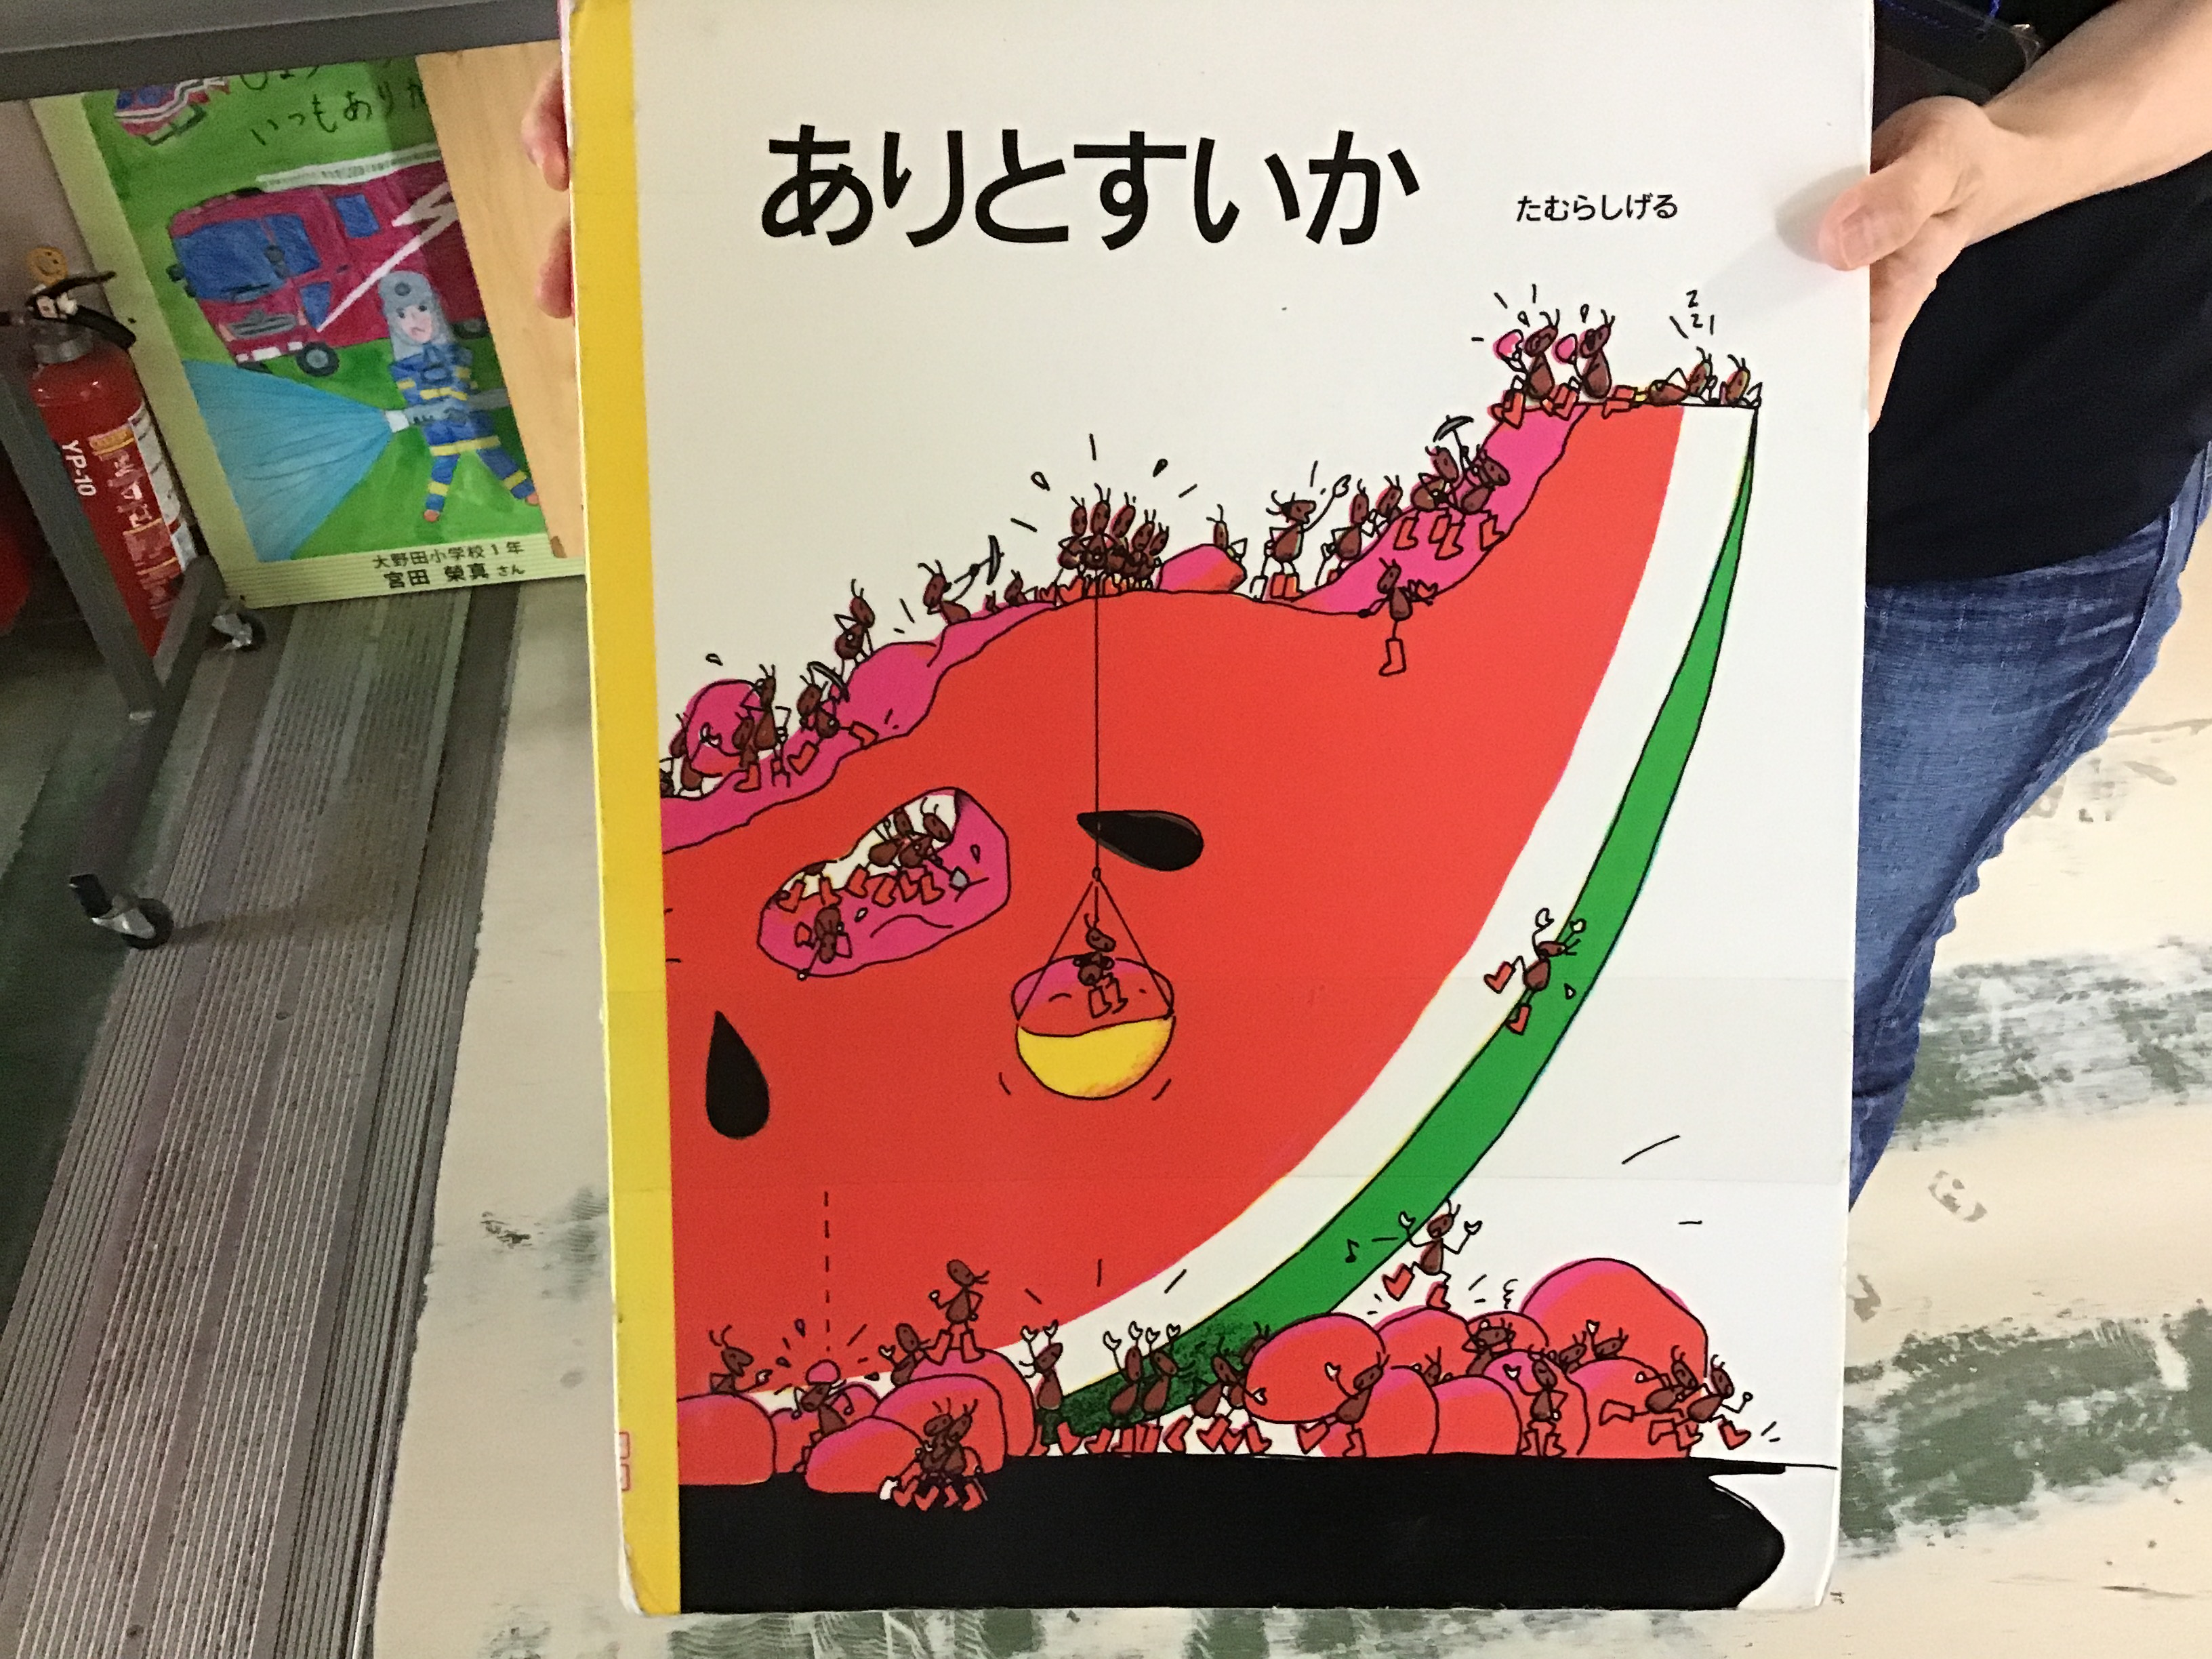 ありとすいか
たむらしげる
z
z z
いつもあり
YP-10
大野田小学校1年
宮田 榮真 さん